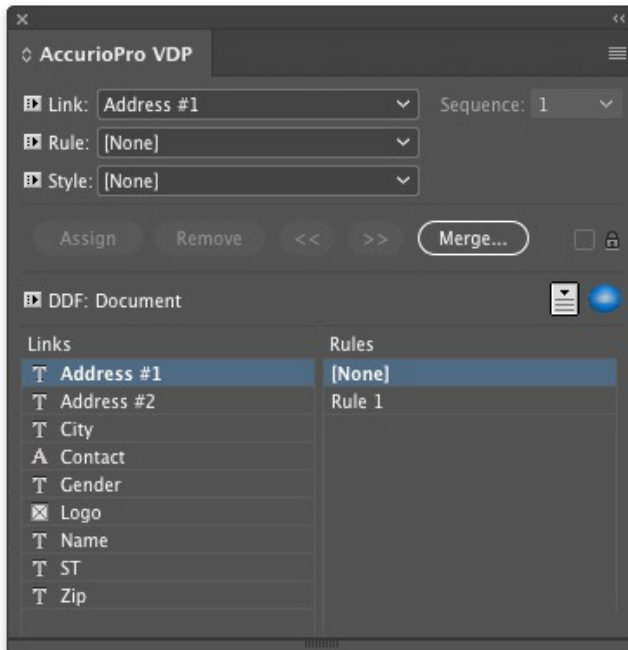 AccurioPro VDP
Link: Address #1 Sequence: 1
Rule: [None]
Style: [None]
Assign Remove << >> Merge...
DDF: Document
Links Rules
T Address #1 [None]
T Address #2 Rule 1
T City
A Contact
T Gender
Logo
T Name
T ST
T Zip